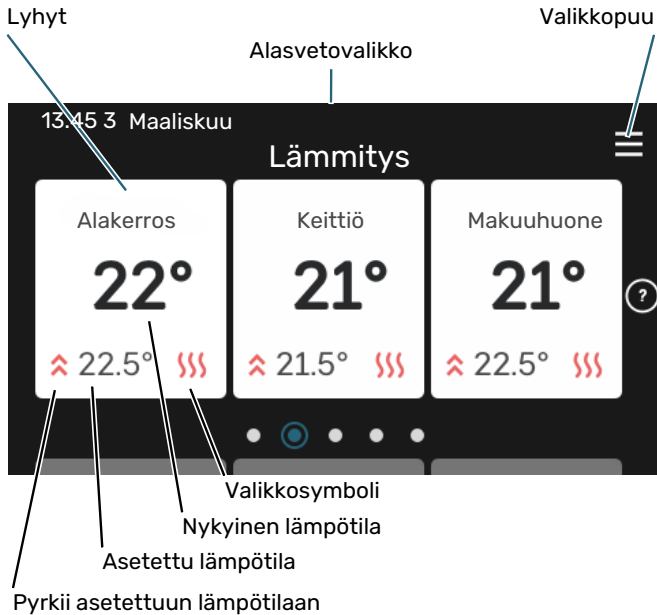 Lyhyt
Valikkopuu
Alasvetovalikko
13.45 3 Maaliskuu
Lämmitys
Alakerros
Keittiö
Makuuhuone
22°
21°
21°
?
22.5°
21.5°
22.5°
Valikkosymboli
Nykyinen lämpötila
Asetettu lämpötila
Pyrkii asetettuun lämpötilaan